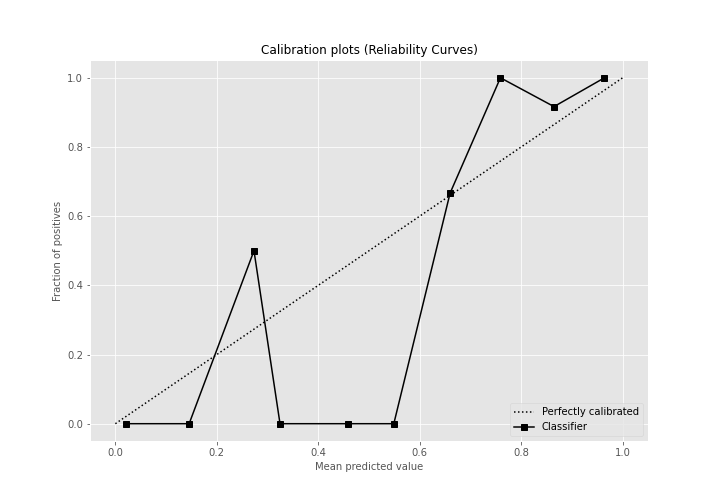 Calibration plots (Reliability Curves)
1.0
0.8
0.6
0.4
0.2
0.0
Fraction of positives
0.0 0.2 0.4 0.6 0.8 1.0
Mean predicted value
Perfectly calibrated
Classifier